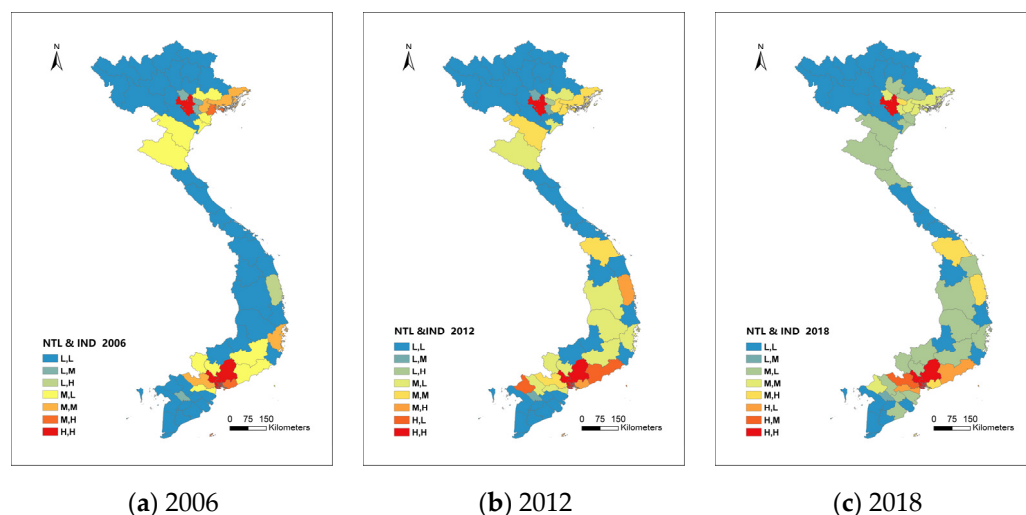 N
NTL & IND 2006
L,L
L,M
L,H
M,L
M,M
M,H
H,H
0 75 150
Kilometers
N
NTL &IND 2012
L,L
L,M
L,H
M,L
M,M
M,H
H,L
H,H
0 75 150
Kilometers
N
NTL & IND 2018
L,L
L,M
M,L
M,M
M,H
H,L
H,M
H,H
0 75 150
Kilometers
(a) 2006
(b) 2012
(c) 2018